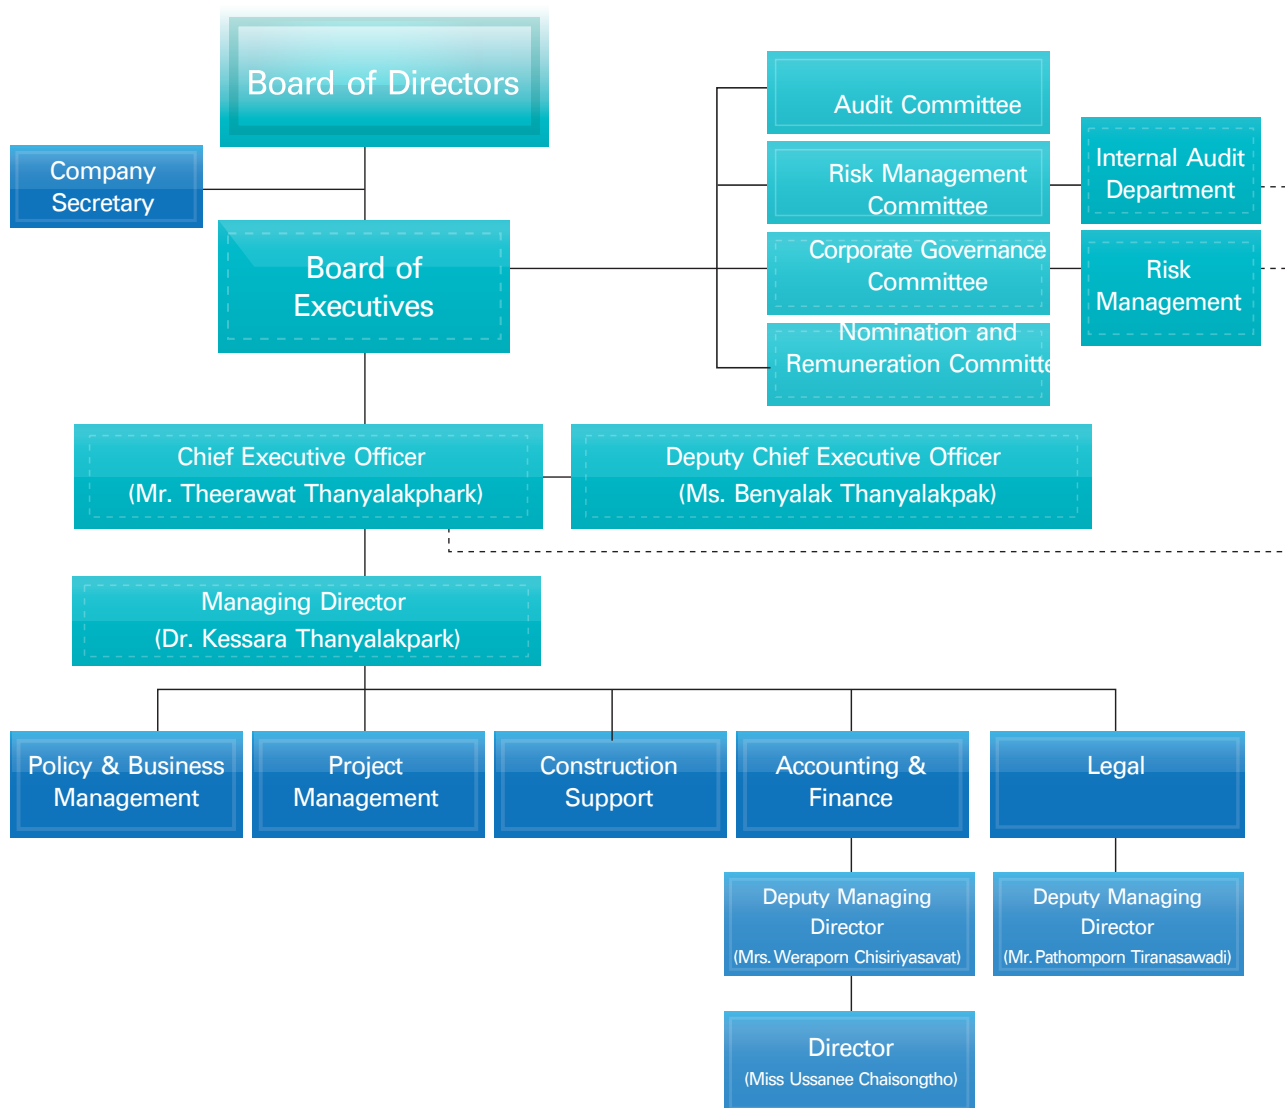 Board of Directors
Audit Committee
Company
Secretary
Risk Management
Committee
Internal Audit
Department
Board of
Executives
Corporate Governance
Committee
Risk
Management
Nomination and
Remuneration Committe
Chief Executive Officer
(Mr. Theerawat Thanyalakphark)
Deputy Chief Executive Officer
(Ms. Benyalak Thanyalakpak)
Managing Director
(Dr. Kessara Thanyalakpark)
Policy & Business
Management
Project
Management
Construction
Support
Accounting &
Finance
Legal
Deputy Managing
Director
(Mrs. Weraporn Chisiriyasavat)
Deputy Managing
Director
(Mr. Pathomporn Tiranasawadi)
Director
(Miss Ussanee Chaisongtho)